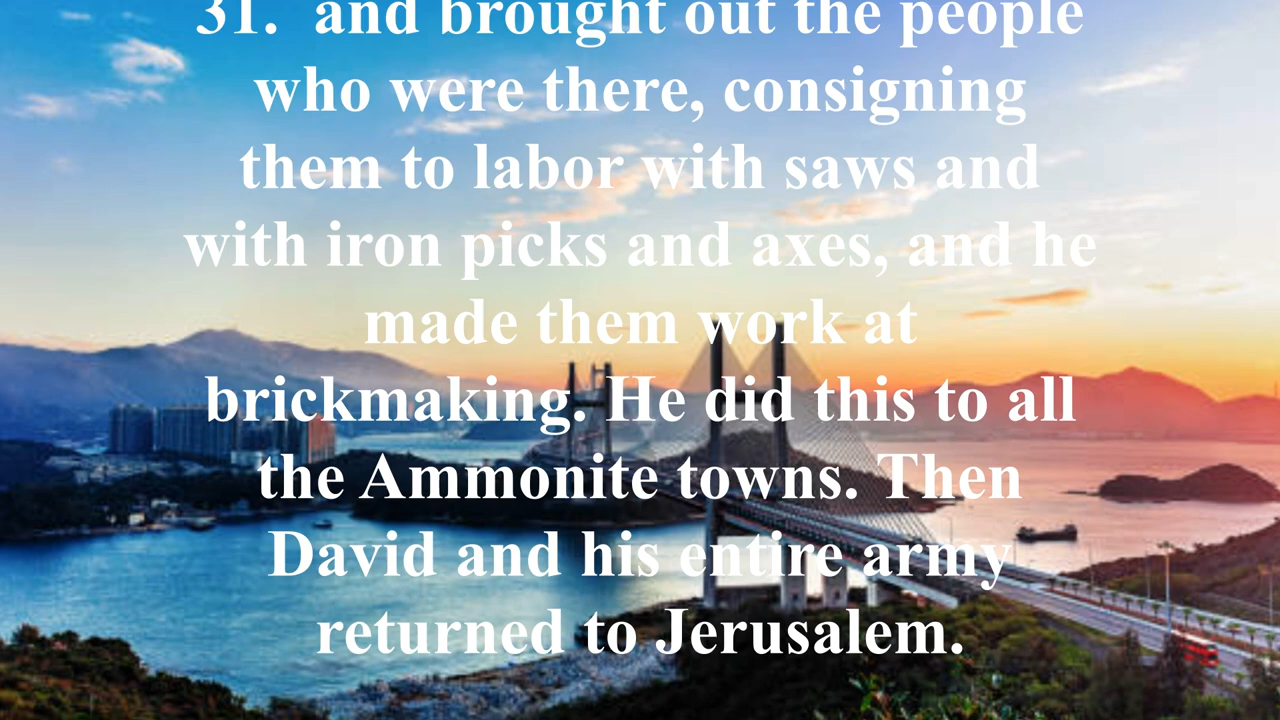 31.  and brought out the people
who were there, consigning
them to labor with saws and
with iron picks and axes, and he
made them work at
brickmaking. He did this to all
the Ammonite towns. Then
David and his entire army
returned to Jerusalem.